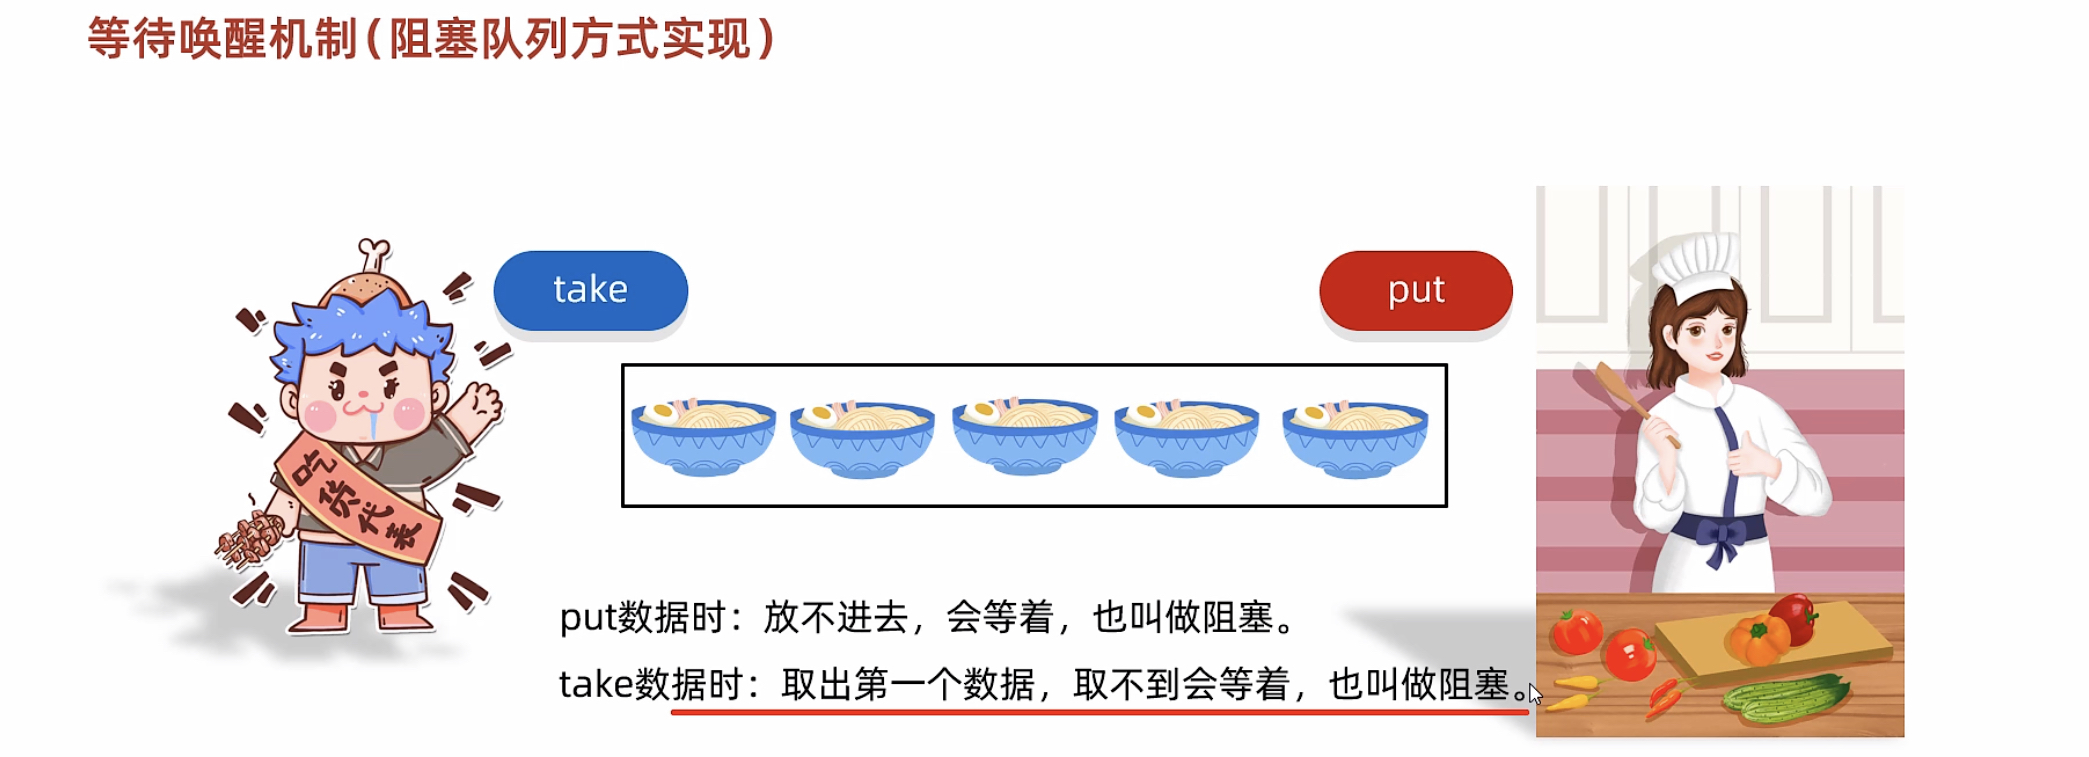 等待唤醒机制(阻塞队列方式实现)
take
put
吃货代表
put数据时：放不进去，会等着，也叫做阻塞。
take数据时：取出第一个数据，取不到会等着，也叫做阻塞。